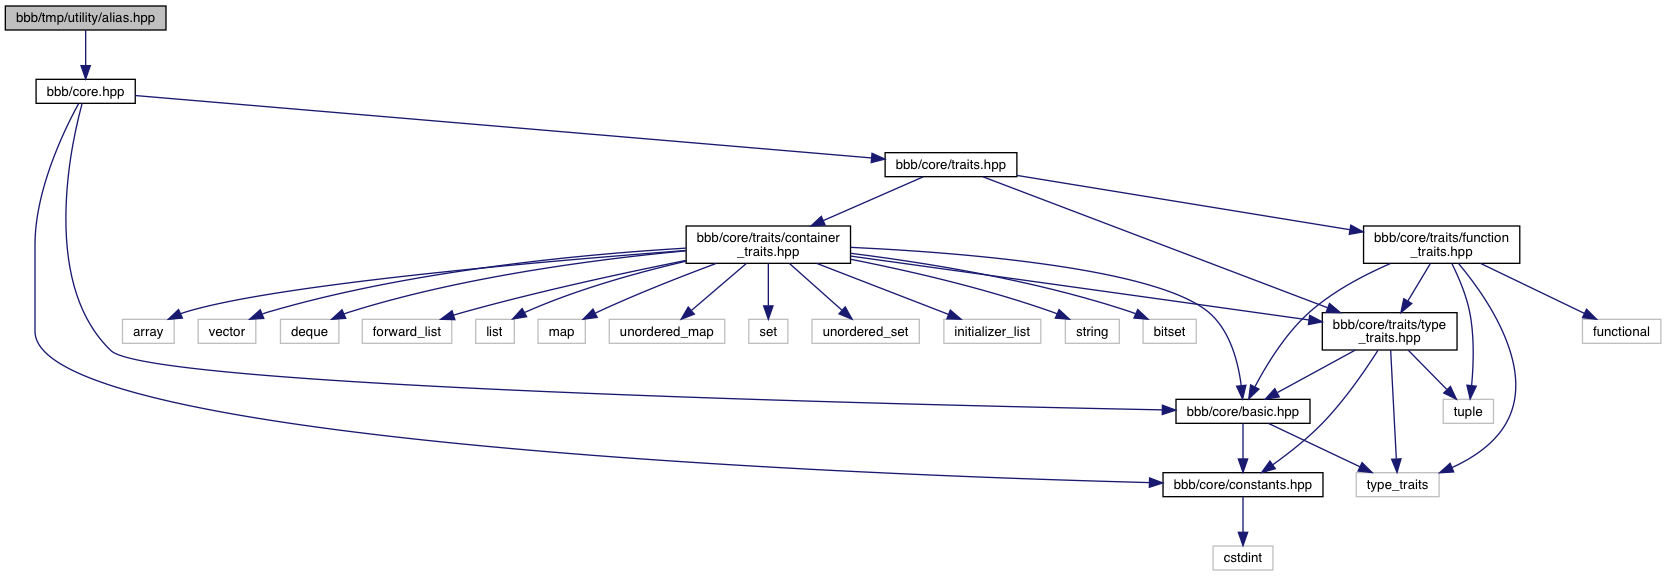 bbb/tmp/utility/alias.hpp
bbb/core.hpp
bbb/core/traits.hpp
bbb/core/traits/container
_traits.hpp
bbb/core/traits/function
_traits.hpp
array
vector
deque
forward_list
list
map
unordered_map
set
unordered_set
initializer_list
string
bitset
bbb/core/traits/type
_traits.hpp
functional
bbb/core/basic.hpp
tuple
bbb/core/constants.hpp
type_traits
cstdint